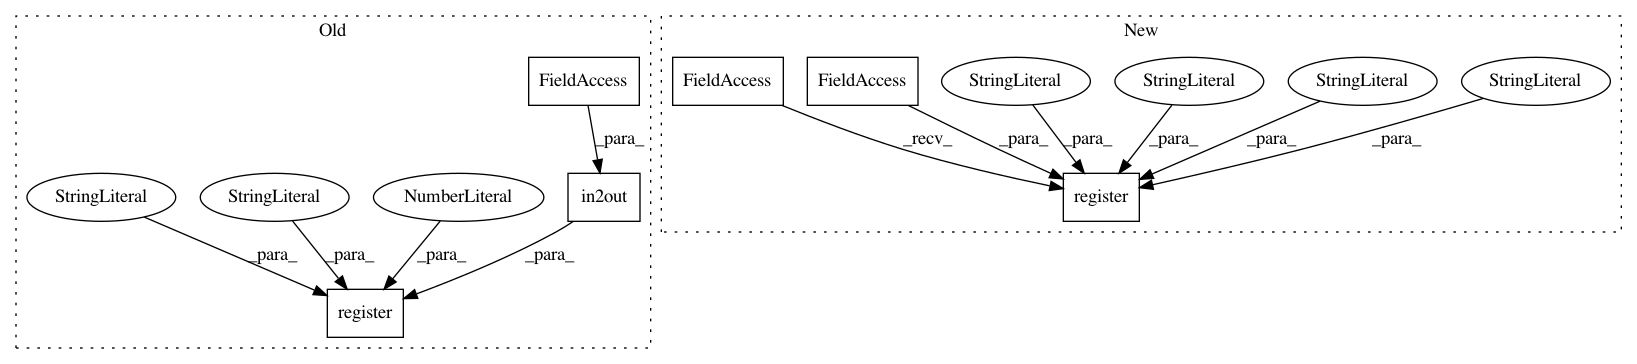 Old
New
FieldAccess
FieldAccess
FieldAccess
StringLiteral
StringLiteral
StringLiteral
StringLiteral
_para_
_recv_
_para_
_para_
_para_
_para_
_para_
StringLiteral
StringLiteral
NumberLiteral
in2out
register
_para_
_para_
_para_
_para_
register